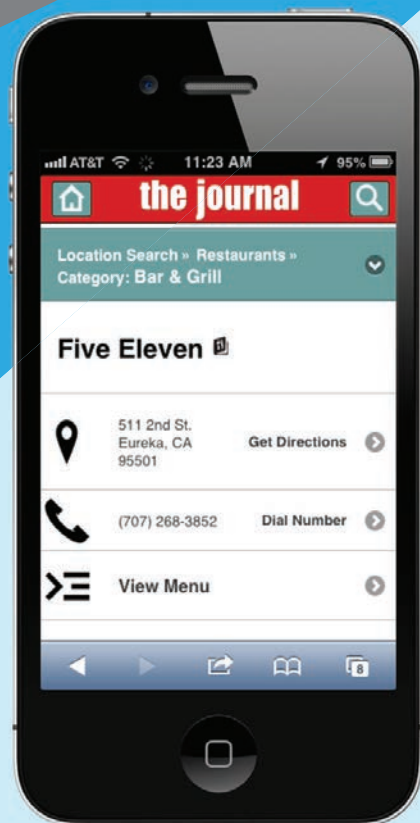 AT&T 11:23 AM 95%
the journal
Location Search » Restaurants »
Category: Bar & Grill
Five Eleven
511 2nd St.
Eureka, CA
95501
Get Directions
(707) 268-3852 Dial Number
View Menu
8